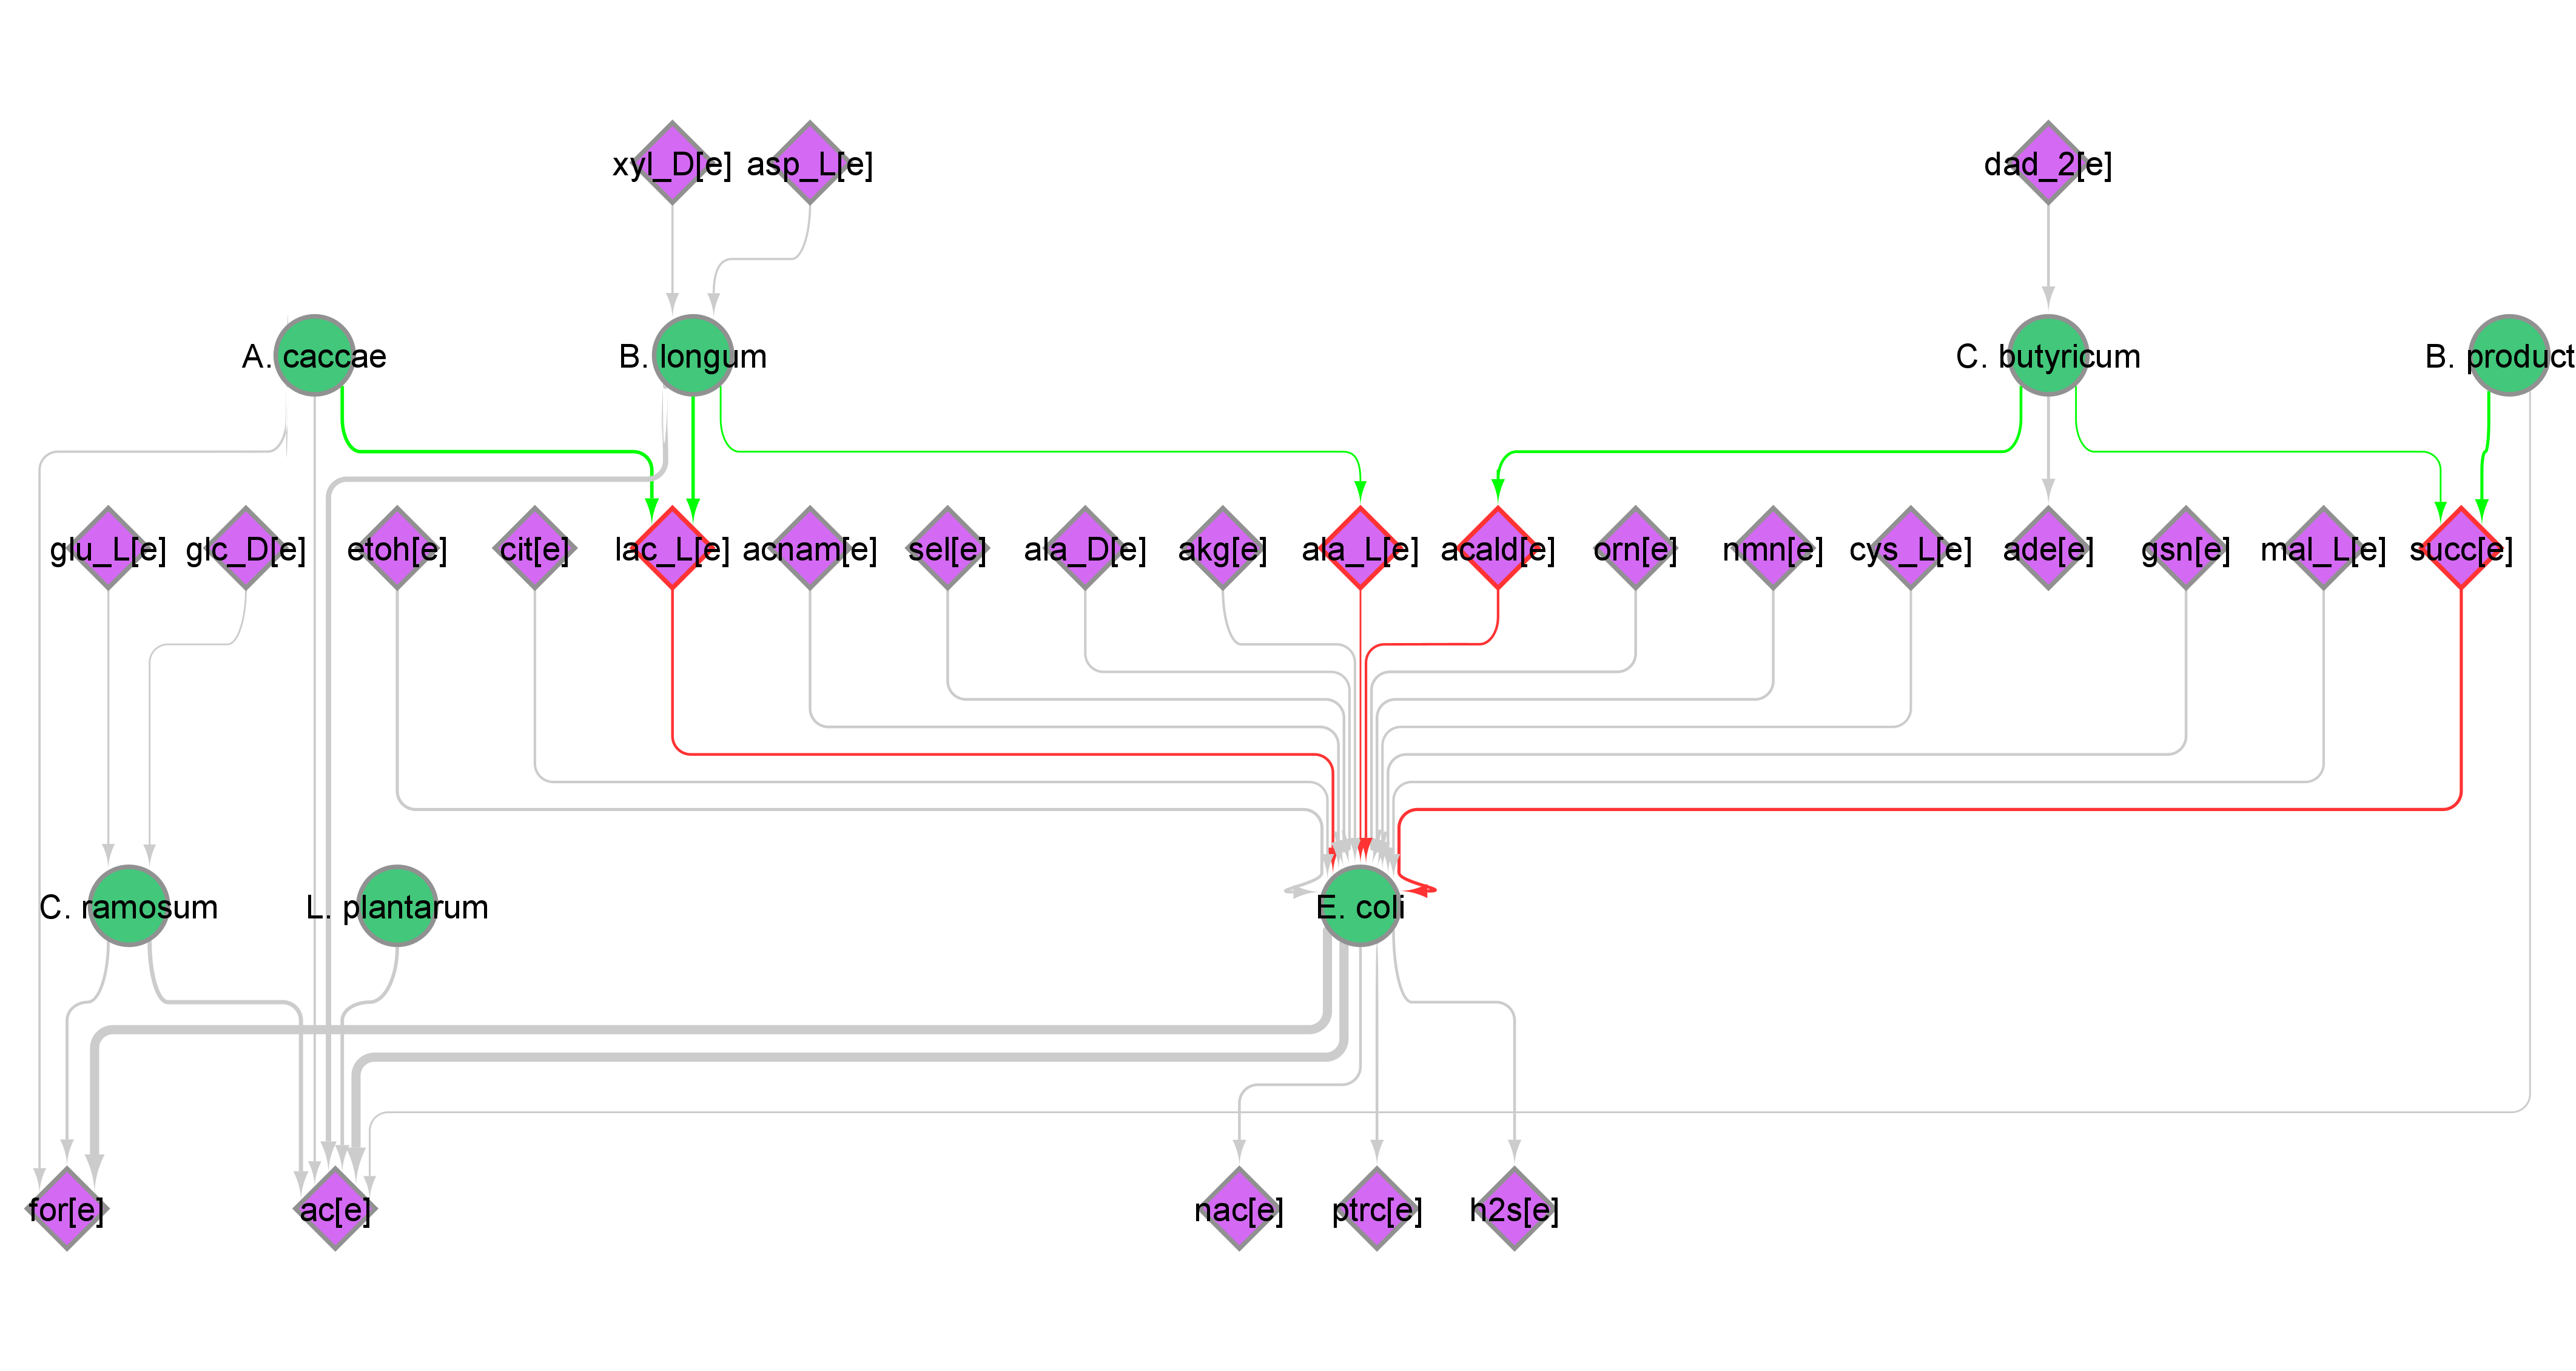 xyl_D[e]
asp_L[e]
dad_2[e]
A. caccae
B. longum
C. butyricum
B. product
glu_L[e]
glc_D[e]
etoh[e]
cit[e]
lac_L[e]
acnam[e]
sel[e]
ala_D[e]
akg[e]
ala_L[e]
acald[e]
orn[e]
nmn[e]
cys_L[e]
ade[e]
gsn[e]
mal_L[e]
succ[e]
C. ramosum
L. plantarum
E. coli
for[e]
ac[e]
nac[e]
ptrc[e]
h2s[e]